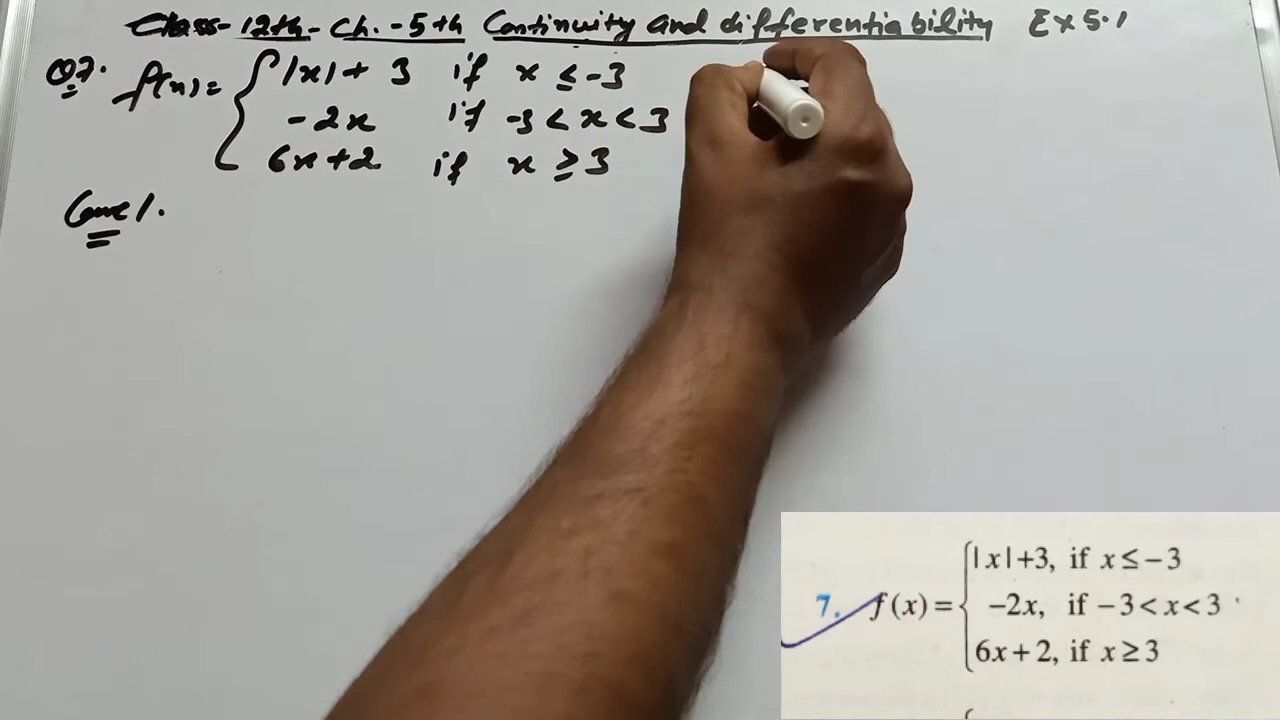 Class-12th-Ch.-5th Continuity and differentiability Ex 5.1
Q7. f(x)= { |x|+3 if x ≤ -3
-2x if -3 < x < 3
6x+2 if x ≥ 3
Case 1.
7. f(x) = { |x|+3, if x ≤ −3
−2x, if −3 < x < 3
6x + 2, if x ≥ 3